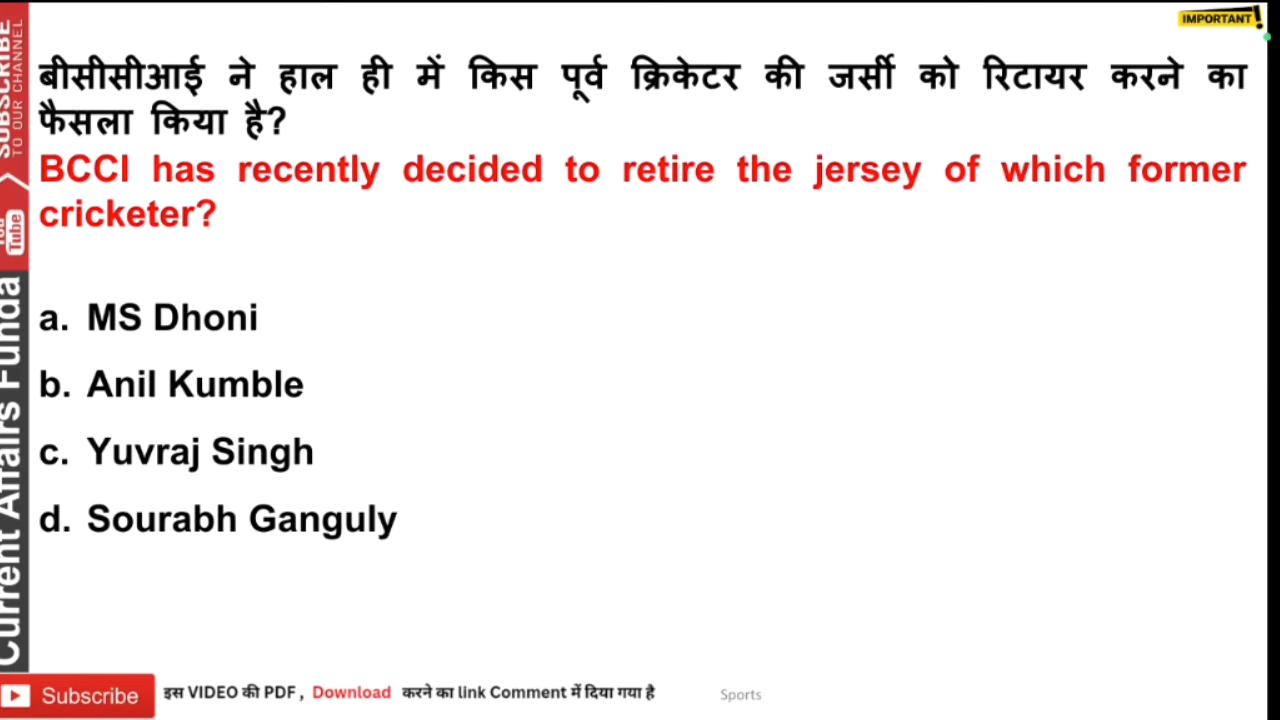 IMPORTANT!
बीसीसीआई ने हाल ही में किस पूर्व क्रिकेटर की जर्सी को रिटायर करने का
फैसला किया है?
BCCI has recently decided to retire the jersey of which former
cricketer?
a. MS Dhoni
b. Anil Kumble
c. Yuvraj Singh
d. Sourabh Ganguly
SUBSCRIBE
TO OUR CHANNEL
You
Tube
Current Affairs Funda
Subscribe
इस VIDEO की PDF , Download करने का link Comment में दिया गया है
Sports